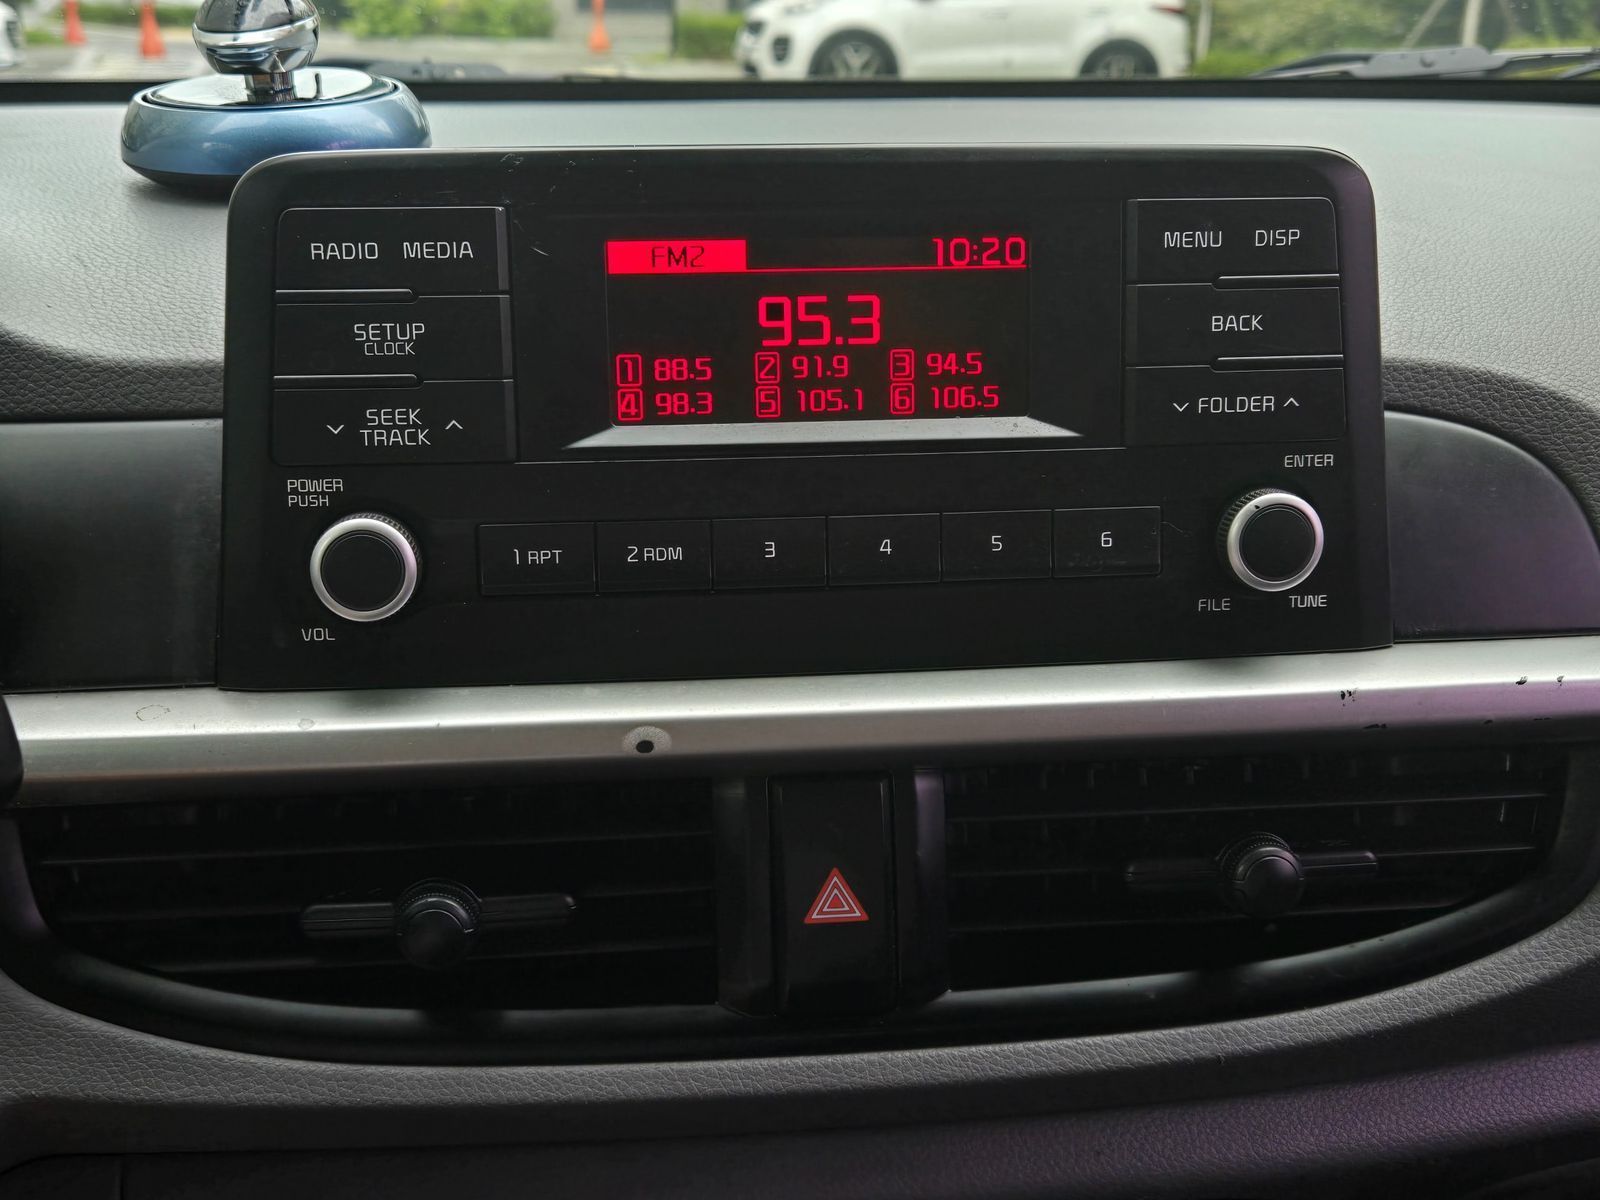 RADIO MEDIA
SETUP
CLOCK
SEEK
TRACK
POWER
PUSH
VOL
FM2 10:20
95.3
1 88.5 2 91.9 3 94.5
4 98.3 5 105.1 6 106.5
MENU DISP
BACK
FOLDER
ENTER
FILE TUNE
1 RPT 2 RDM 3 4 5 6